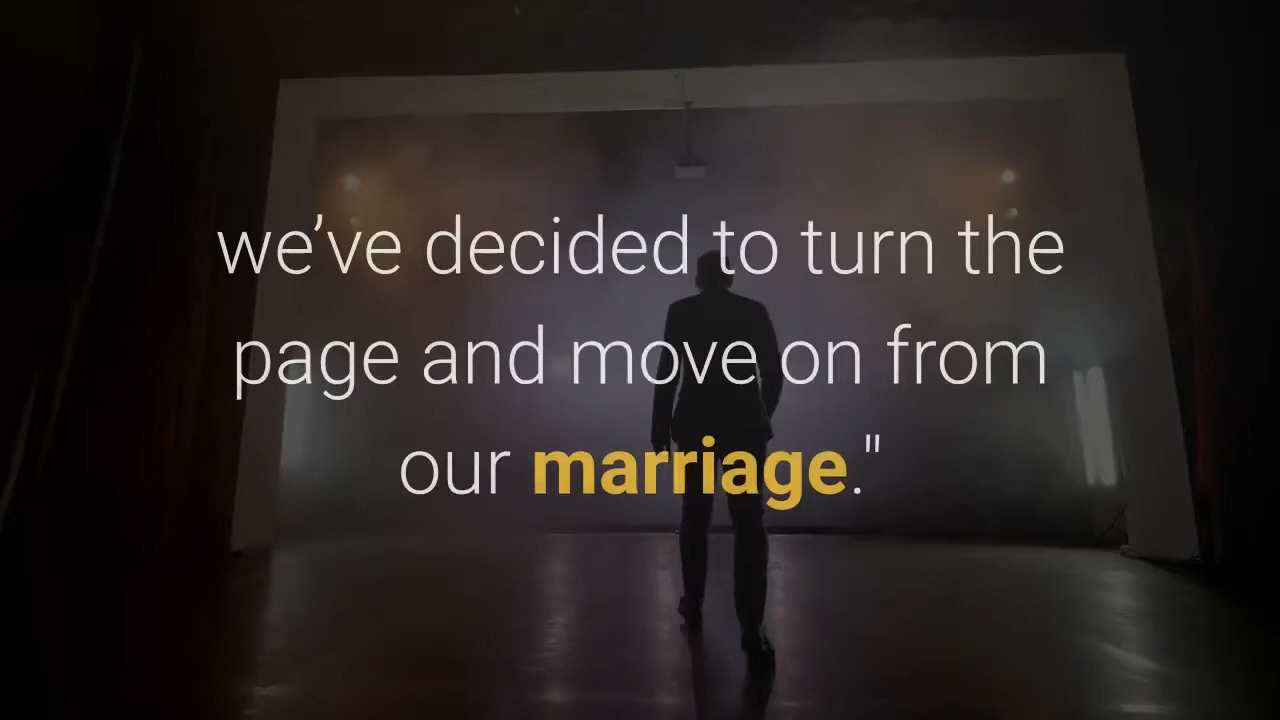 we’ve decided to turn the
page and move on from
our marriage."